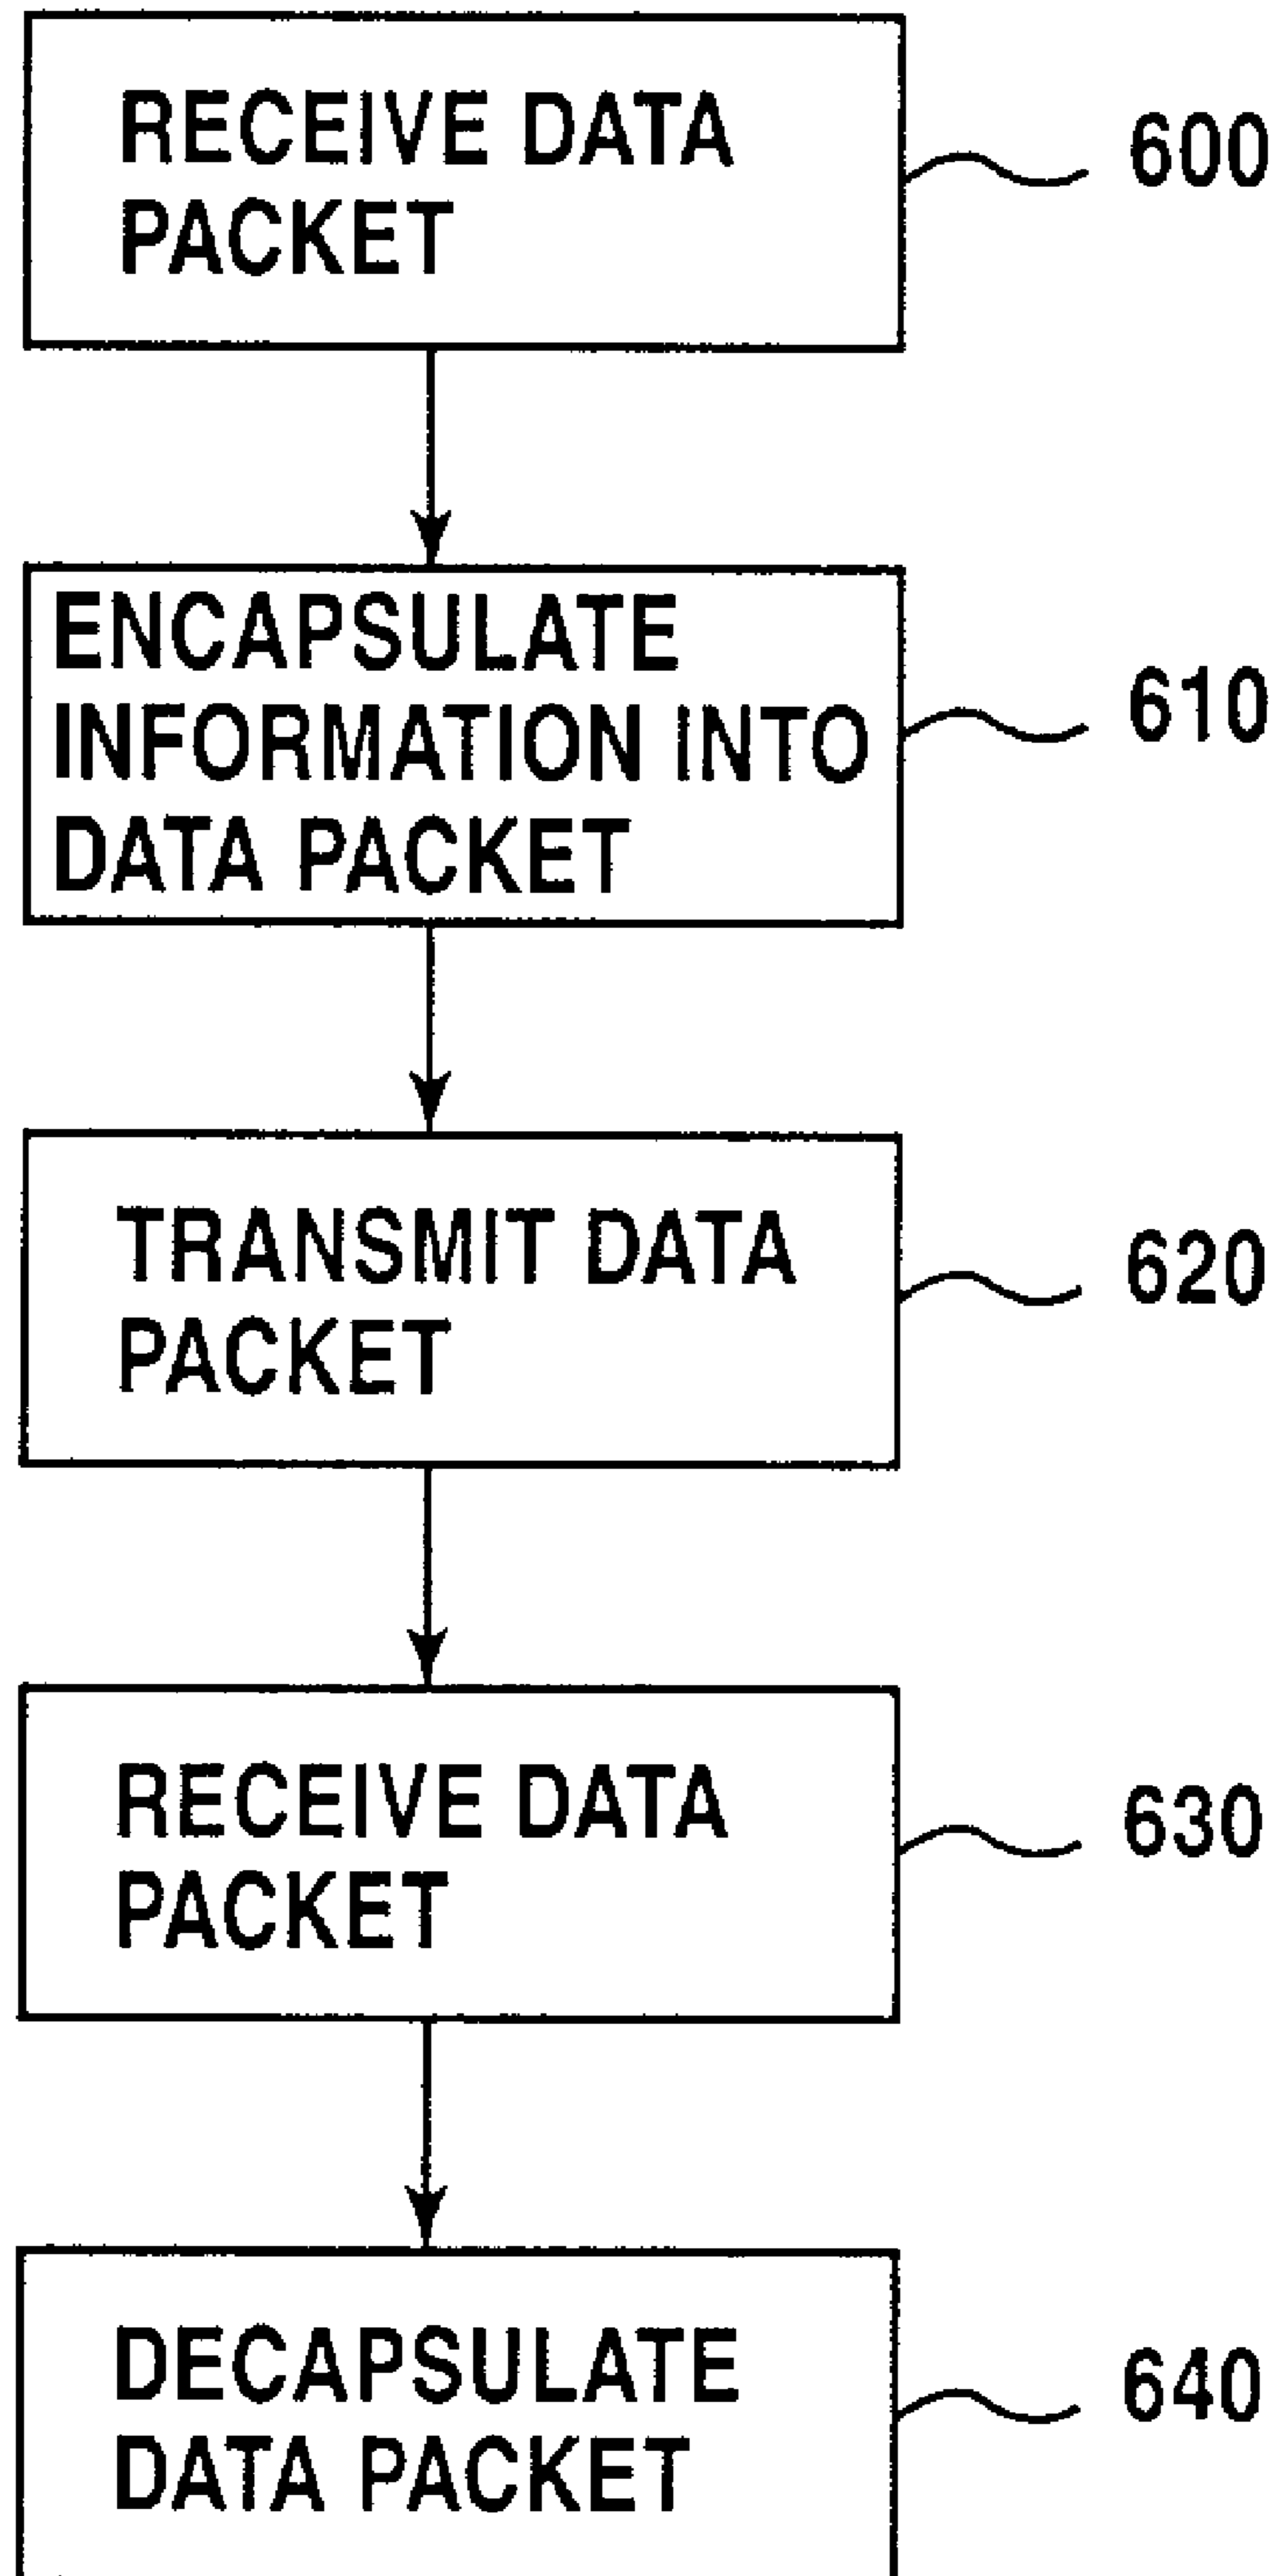 RECEIVE DATA
PACKET
600
ENCAPSULATE
INFORMATION INTO
DATA PACKET
610
TRANSMIT DATA
PACKET
620
RECEIVE DATA
PACKET
630
DECAPSULATE
DATA PACKET
640